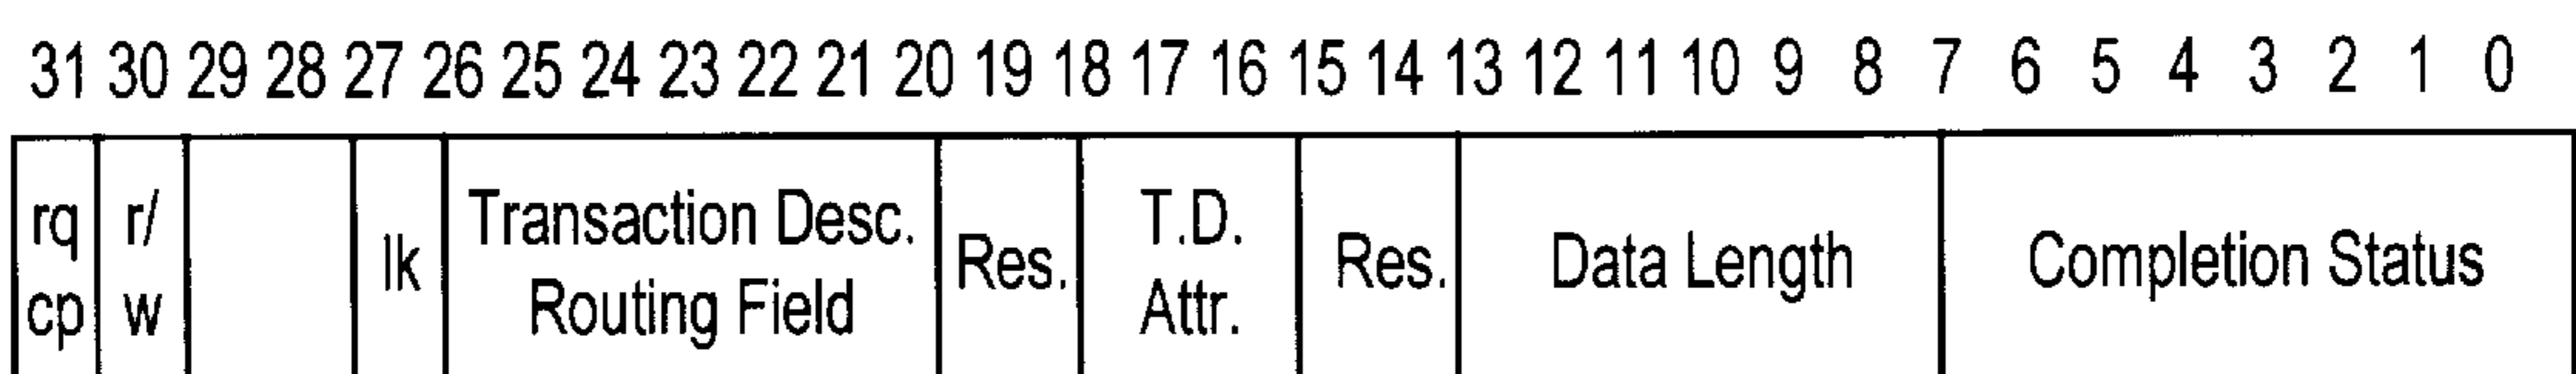 31 30 29 28 27 26 25 24 23 22 21 20 19 18 17 16 15 14 13 12 11 10 9 8 7 6 5 4 3 2 1 0
rq
cp
r/
w
lk
Transaction Desc.
Routing Field
Res.
T.D.
Attr.
Res.
Data Length
Completion Status